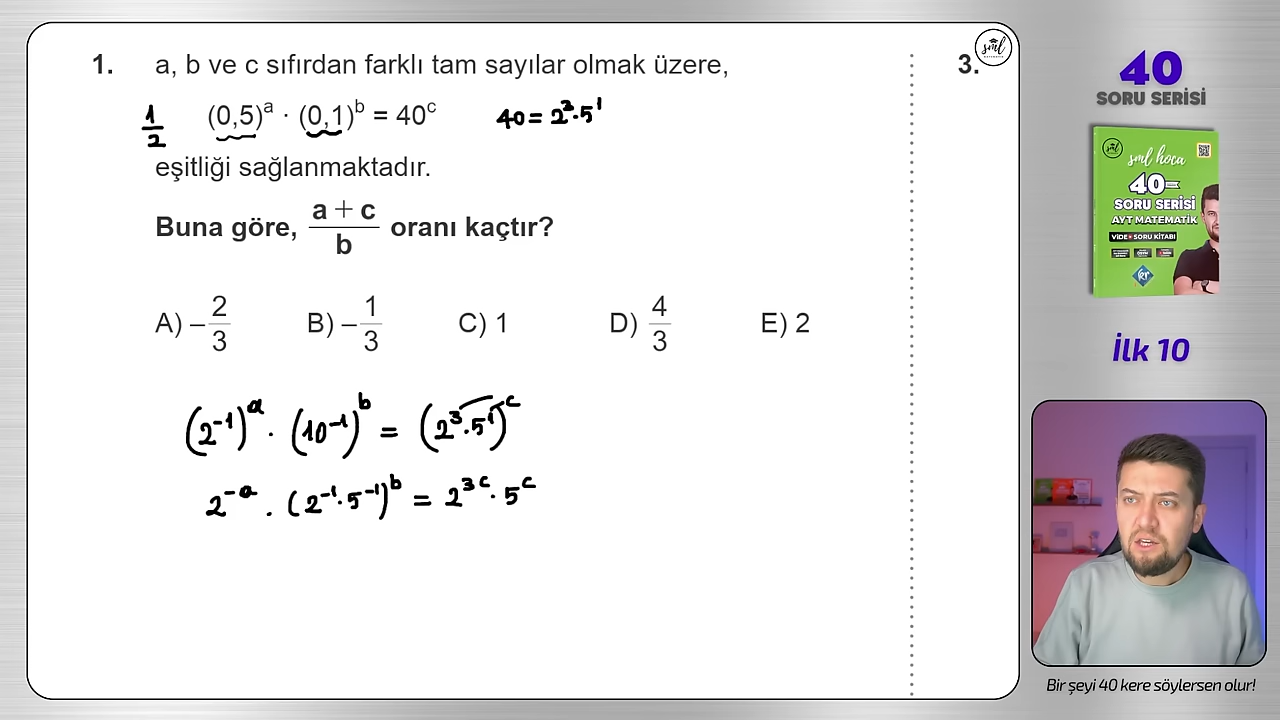 1. a, b ve c sıfırdan farklı tam sayılar olmak üzere,
1/2 (0,5)^a · (0,1)^b = 40^c 40 = 2^3·5^1
eşitliği sağlanmaktadır.
Buna göre, (a + c)/b oranı kaçtır?
A) –2/3 B) –1/3 C) 1 D) 4/3 E) 2
(2^-1)^a · (10^-1)^b = (2^3·5^1)^c
2^-a · (2^-1·5^-1)^b = 2^3c · 5^c
3.
sml
40
SORU SERİSİ
sml
sml hoca
40
SORU SERİSİ
AYT MATEMATİK
VİDEO SORU KİTABI
kr
İlk 10
Bir şeyi 40 kere söylersen olur!